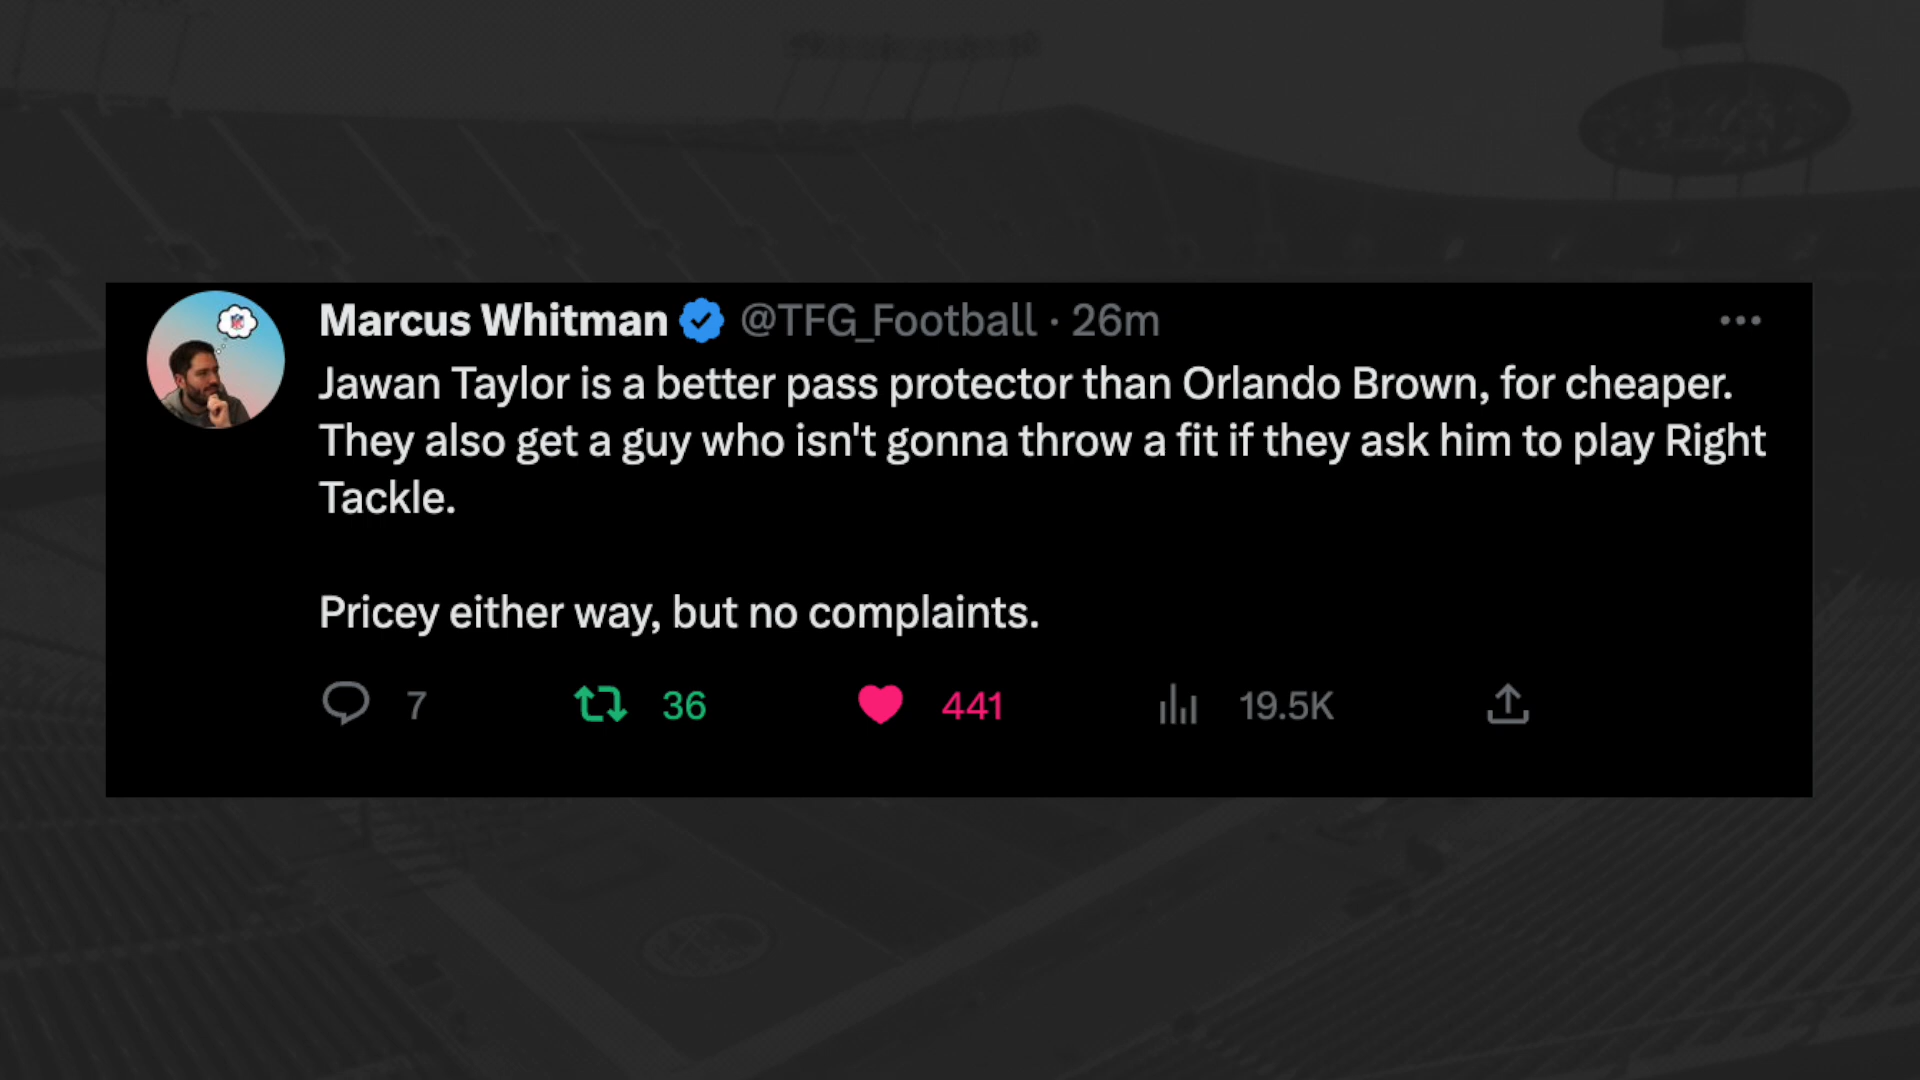 Marcus Whitman @TFG_Football · 26m
Jawan Taylor is a better pass protector than Orlando Brown, for cheaper.
They also get a guy who isn't gonna throw a fit if they ask him to play Right
Tackle.
Pricey either way, but no complaints.
7 36 441 19.5K